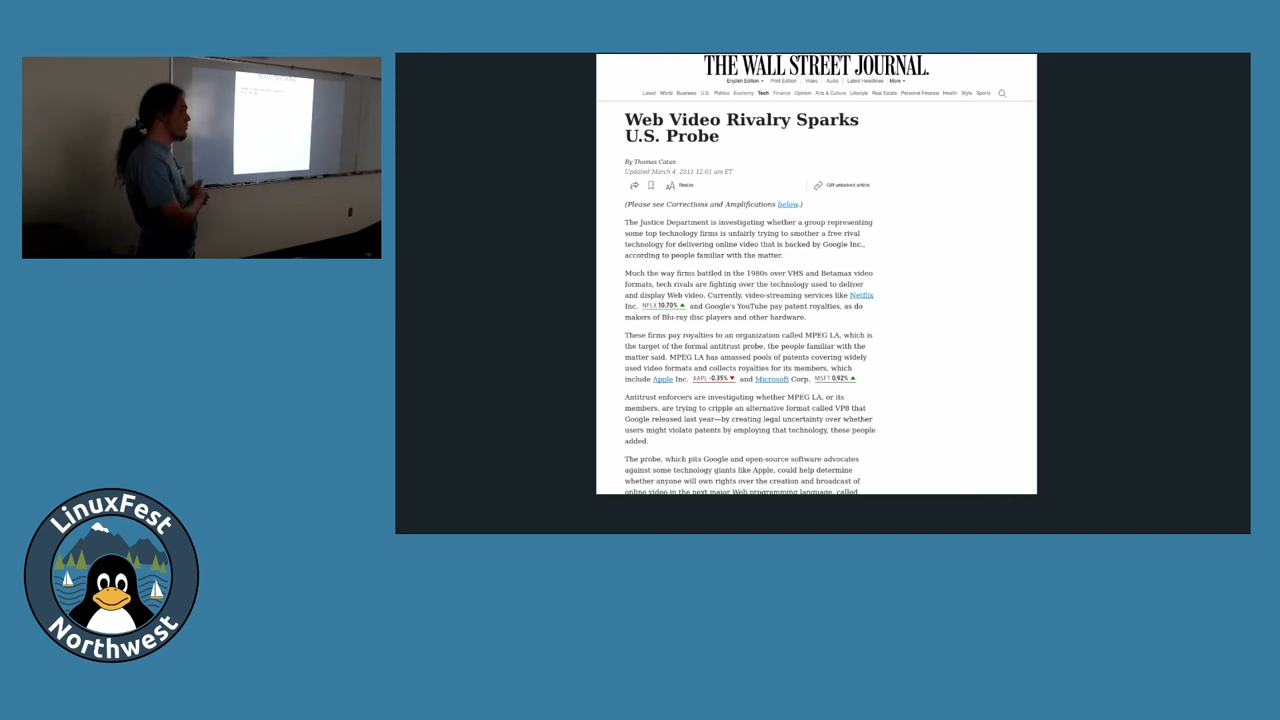 THE WALL STREET JOURNAL.
English Edition Print Edition Video Audio Latest Headlines More
Latest World Business U.S. Politics Economy Tech Finance Opinion Arts & Culture Lifestyle Real Estate Personal Finance Health Style Sports
Web Video Rivalry Sparks
U.S. Probe
By Thomas Catan
Updated March 4, 2011 12:01 am ET
AA Resize Gift unlocked article
(Please see Corrections and Amplifications below.)
The Justice Department is investigating whether a group representing
some top technology firms is unfairly trying to smother a free rival
technology for delivering online video that is backed by Google Inc.,
according to people familiar with the matter.
Much the way firms battled in the 1980s over VHS and Betamax video
formats, tech rivals are fighting over the technology used to deliver
and display Web video. Currently, video-streaming services like Netflix
Inc. NFLX 10.70% ▲ and Google's YouTube pay patent royalties, as do
makers of Blu-ray disc players and other hardware.
These firms pay royalties to an organization called MPEG LA, which is
the target of the formal antitrust probe, the people familiar with the
matter said. MPEG LA has amassed pools of patents covering widely
used video formats and collects royalties for its members, which
include Apple Inc. AAPL -0.35% ▼ and Microsoft Corp. MSFT 0.92% ▲
Antitrust enforcers are investigating whether MPEG LA, or its
members, are trying to cripple an alternative format called VP8 that
Google released last year—by creating legal uncertainty over whether
users might violate patents by employing that technology, these people
added.
The probe, which pits Google and open-source software advocates
against some technology giants like Apple, could help determine
whether anyone will own rights over the creation and broadcast of
online video in the next major Web programming language, called
LinuxFest
Northwest